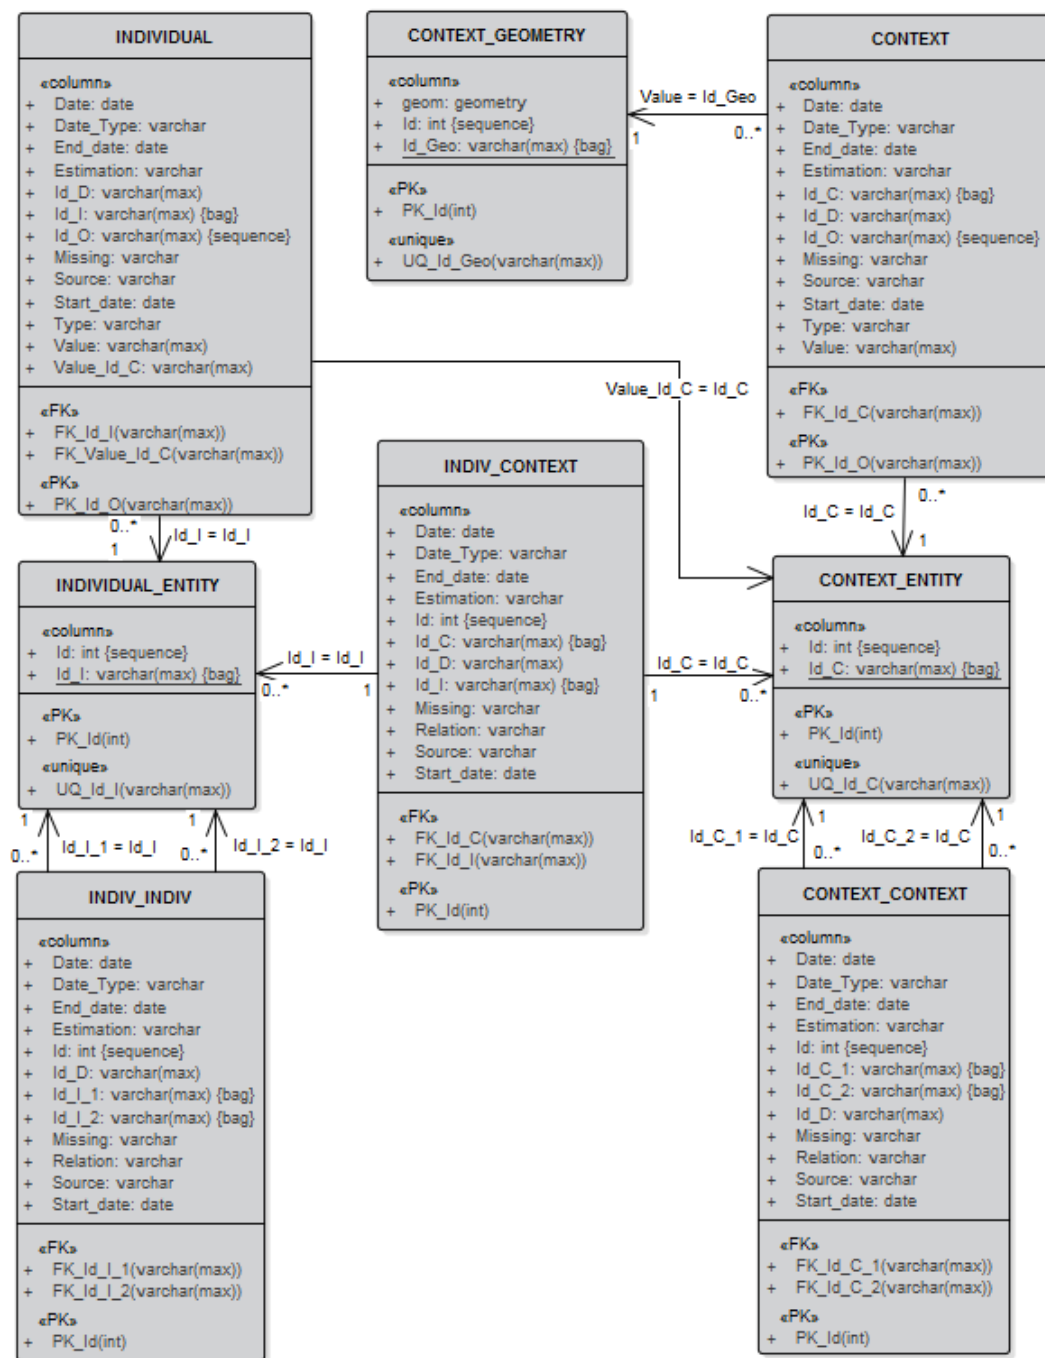 INDIVIDUAL
«column»
+ Date: date
+ Date_Type: varchar
+ End_date: date
+ Estimation: varchar
+ Id_D: varchar(max)
+ Id_I: varchar(max) {bag}
+ Id_O: varchar(max) {sequence}
+ Missing: varchar
+ Source: varchar
+ Start_date: date
+ Type: varchar
+ Value: varchar(max)
+ Value_Id_C: varchar(max)
«FK»
+ FK_Id_I(varchar(max))
+ FK_Value_Id_C(varchar(max))
«PK»
+ PK_Id_O(varchar(max))
CONTEXT_GEOMETRY
«column»
+ geom: geometry
+ Id: int {sequence}
+ Id_Geo: varchar(max) {bag}
«PK»
+ PK_Id(int)
«unique»
+ UQ_Id_Geo(varchar(max))
Value = Id_Geo
1
0..*
CONTEXT
«column»
+ Date: date
+ Date_Type: varchar
+ End_date: date
+ Estimation: varchar
+ Id_C: varchar(max) {bag}
+ Id_D: varchar(max)
+ Id_O: varchar(max) {sequence}
+ Missing: varchar
+ Source: varchar
+ Start_date: date
+ Type: varchar
+ Value: varchar(max)
«FK»
+ FK_Id_C(varchar(max))
«PK»
+ PK_Id_O(varchar(max))
Value_Id_C = Id_C
0..*
Id_I = Id_I
1
0..*
Id_C = Id_C
1
INDIVIDUAL_ENTITY
«column»
+ Id: int {sequence}
+ Id_I: varchar(max) {bag}
«PK»
+ PK_Id(int)
«unique»
+ UQ_Id_I(varchar(max))
Id_I = Id_I
0..*
1
INDIV_CONTEXT
«column»
+ Date: date
+ Date_Type: varchar
+ End_date: date
+ Estimation: varchar
+ Id: int {sequence}
+ Id_C: varchar(max) {bag}
+ Id_D: varchar(max)
+ Id_I: varchar(max) {bag}
+ Missing: varchar
+ Relation: varchar
+ Source: varchar
+ Start_date: date
«FK»
+ FK_Id_C(varchar(max))
+ FK_Id_I(varchar(max))
«PK»
+ PK_Id(int)
Id_C = Id_C
1
0..*
CONTEXT_ENTITY
«column»
+ Id: int {sequence}
+ Id_C: varchar(max) {bag}
«PK»
+ PK_Id(int)
«unique»
+ UQ_Id_C(varchar(max))
1
Id_I_1 = Id_I
0..*
1
Id_I_2 = Id_I
0..*
1
Id_C_1 = Id_C
0..*
1
Id_C_2 = Id_C
0..*
INDIV_INDIV
«column»
+ Date: date
+ Date_Type: varchar
+ End_date: date
+ Estimation: varchar
+ Id: int {sequence}
+ Id_D: varchar(max)
+ Id_I_1: varchar(max) {bag}
+ Id_I_2: varchar(max) {bag}
+ Missing: varchar
+ Relation: varchar
+ Source: varchar
+ Start_date: date
«FK»
+ FK_Id_I_1(varchar(max))
+ FK_Id_I_2(varchar(max))
«PK»
+ PK_Id(int)
CONTEXT_CONTEXT
«column»
+ Date: date
+ Date_Type: varchar
+ End_date: date
+ Estimation: varchar
+ Id: int {sequence}
+ Id_C_1: varchar(max) {bag}
+ Id_C_2: varchar(max) {bag}
+ Id_D: varchar(max)
+ Missing: varchar
+ Relation: varchar
+ Source: varchar
+ Start_date: date
«FK»
+ FK_Id_C_1(varchar(max))
+ FK_Id_C_2(varchar(max))
«PK»
+ PK_Id(int)